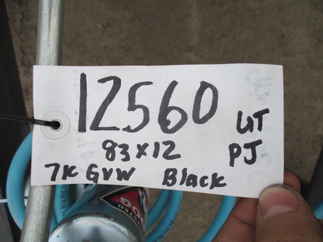 12560 UT
83x12 PJ
7K GVW Black